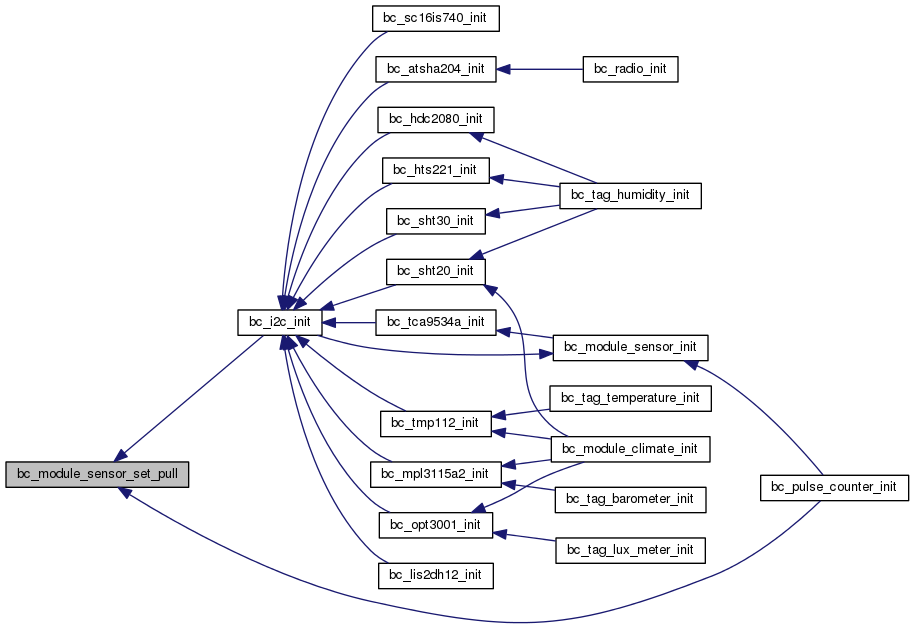 bc_sc16is740_init
bc_atsha204_init
bc_radio_init
bc_hdc2080_init
bc_hts221_init
bc_tag_humidity_init
bc_sht30_init
bc_sht20_init
bc_i2c_init
bc_tca9534a_init
bc_module_sensor_init
bc_tag_temperature_init
bc_tmp112_init
bc_module_climate_init
bc_module_sensor_set_pull
bc_mpl3115a2_init
bc_pulse_counter_init
bc_tag_barometer_init
bc_opt3001_init
bc_tag_lux_meter_init
bc_lis2dh12_init